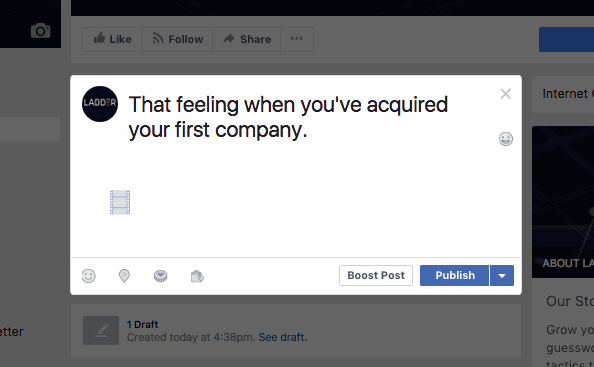 Like
Follow
Share
LADDER
That feeling when you've acquired
your first company.
Internet
ABOUT LA
Boost Post
Publish
Our Sto
Grow yo
guesswo
tactics t
etter
1 Draft
Created today at 4:38pm. See draft.